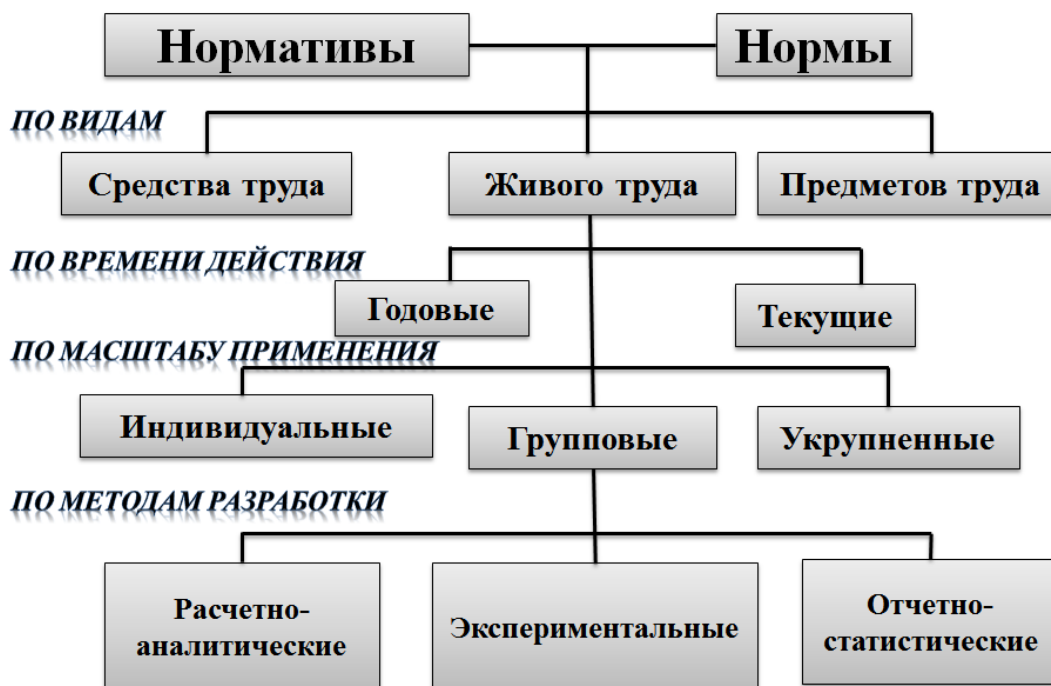 Нормативы
Нормы
ПО ВИДАМ
Средства труда
Живого труда
Предметов труда
ПО ВРЕМЕНИ ДЕЙСТВИЯ
Годовые
Текущие
ПО МАСШТАБУ ПРИМЕНЕНИЯ
Индивидуальные
Групповые
Укрупненные
ПО МЕТОДАМ РАЗРАБОТКИ
Расчетно-
аналитические
Экспериментальные
Отчетно-
статистические